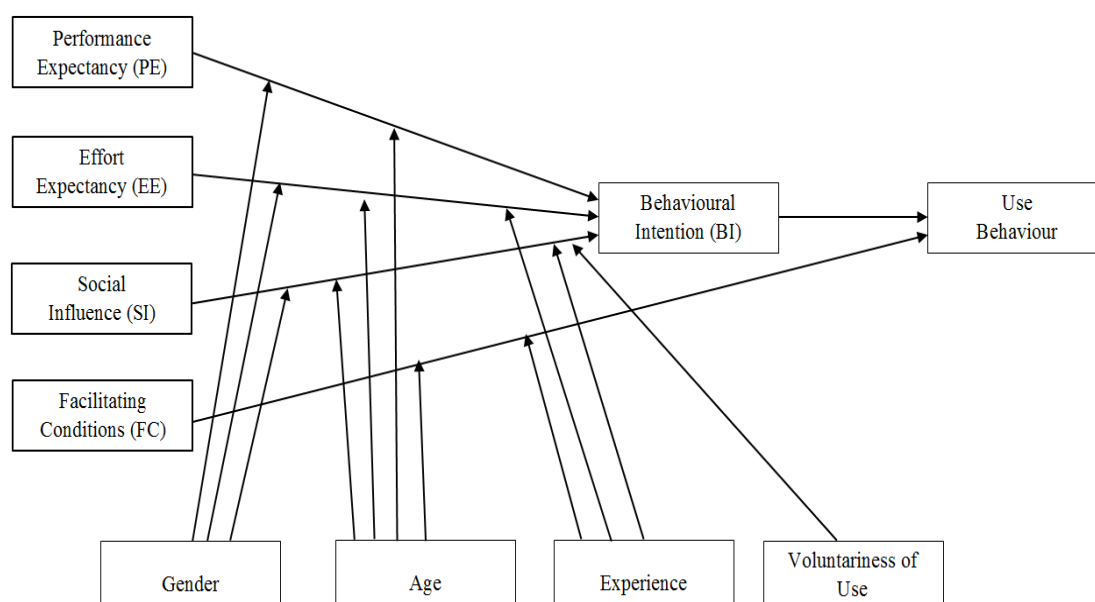 Performance
Expectancy (PE)
Effort
Expectancy (EE)
Behavioural
Intention (BI)
Use
Behaviour
Social
Influence (SI)
Facilitating
Conditions (FC)
Gender
Age
Experience
Voluntariness of
Use